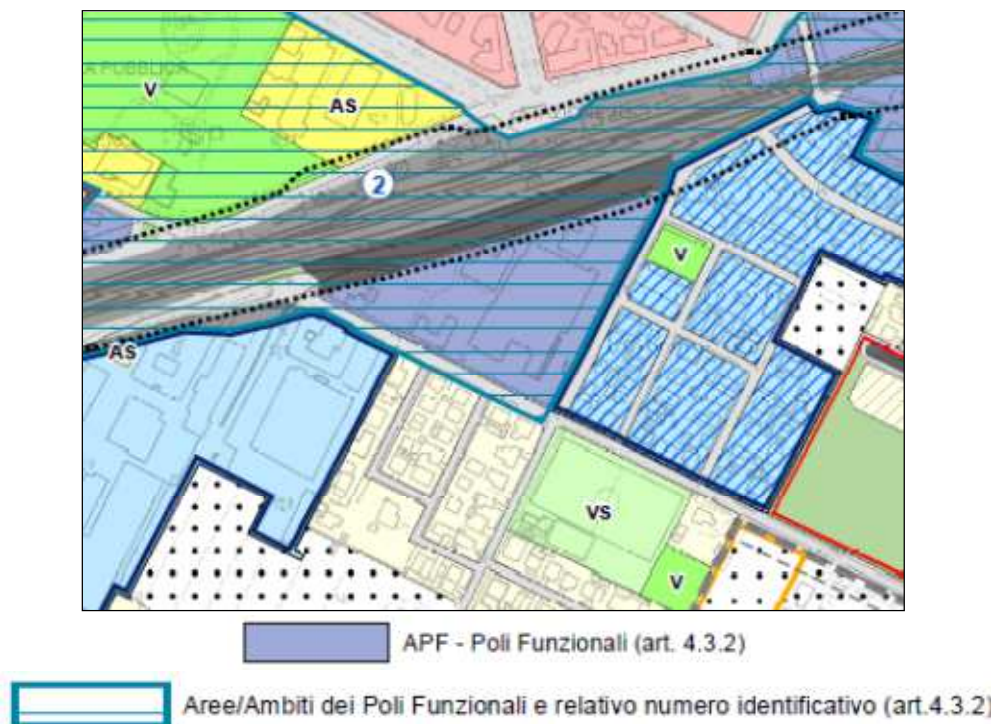 A PUBBLICA
V
AS
2
V
AS
VS
V
APF - Poli Funzionali (art. 4.3.2)
Aree/Ambiti dei Poli Funzionali e relativo numero identificativo (art.4.3.2)